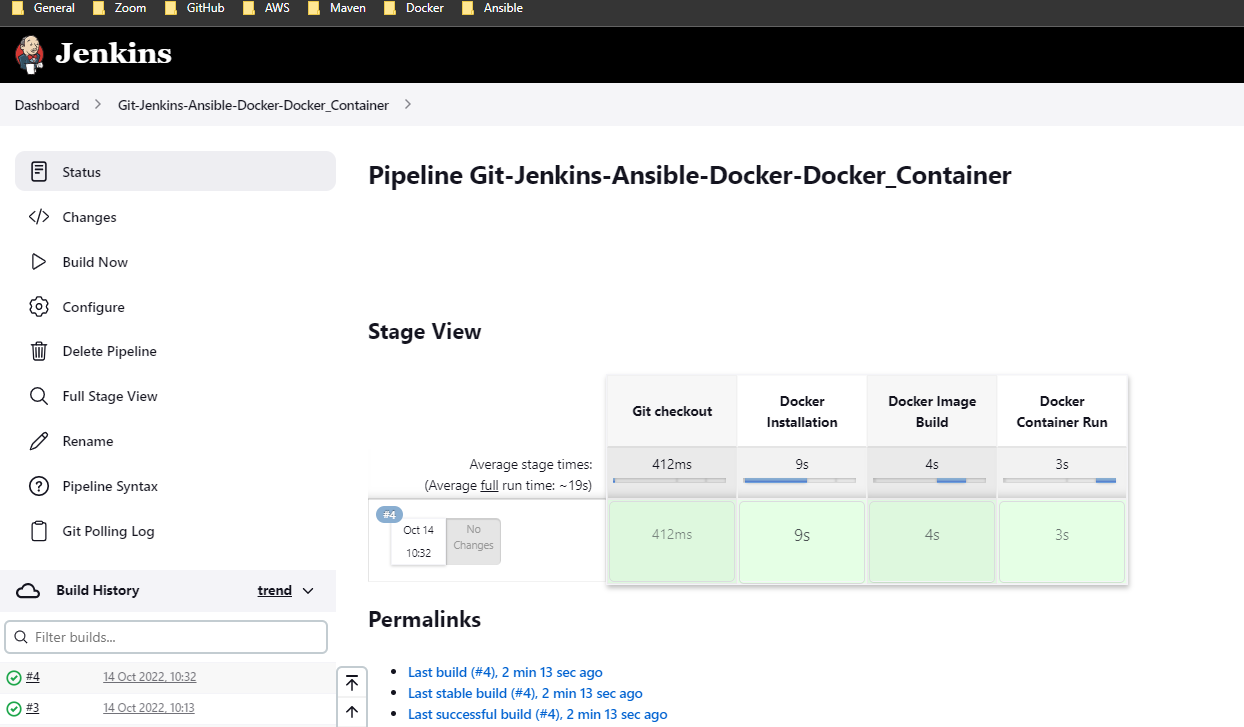 General Zoom GitHub AWS Maven Docker Ansible
Jenkins
Dashboard Git-Jenkins-Ansible-Docker-Docker_Container
Status
Changes
Build Now
Configure
Delete Pipeline
Full Stage View
Rename
Pipeline Syntax
Git Polling Log
Build History trend
Filter builds...
#4 14 Oct 2022, 10:32
#3 14 Oct 2022, 10:13
Pipeline Git-Jenkins-Ansible-Docker-Docker_Container
Stage View
Git checkout
Docker
Installation
Docker Image
Build
Docker
Container Run
Average stage times:
(Average full run time: ~19s)
412ms 9s 4s 3s
#4
Oct 14
10:32
No
Changes
412ms 9s 4s 3s
Permalinks
Last build (#4), 2 min 13 sec ago
Last stable build (#4), 2 min 13 sec ago
Last successful build (#4), 2 min 13 sec ago